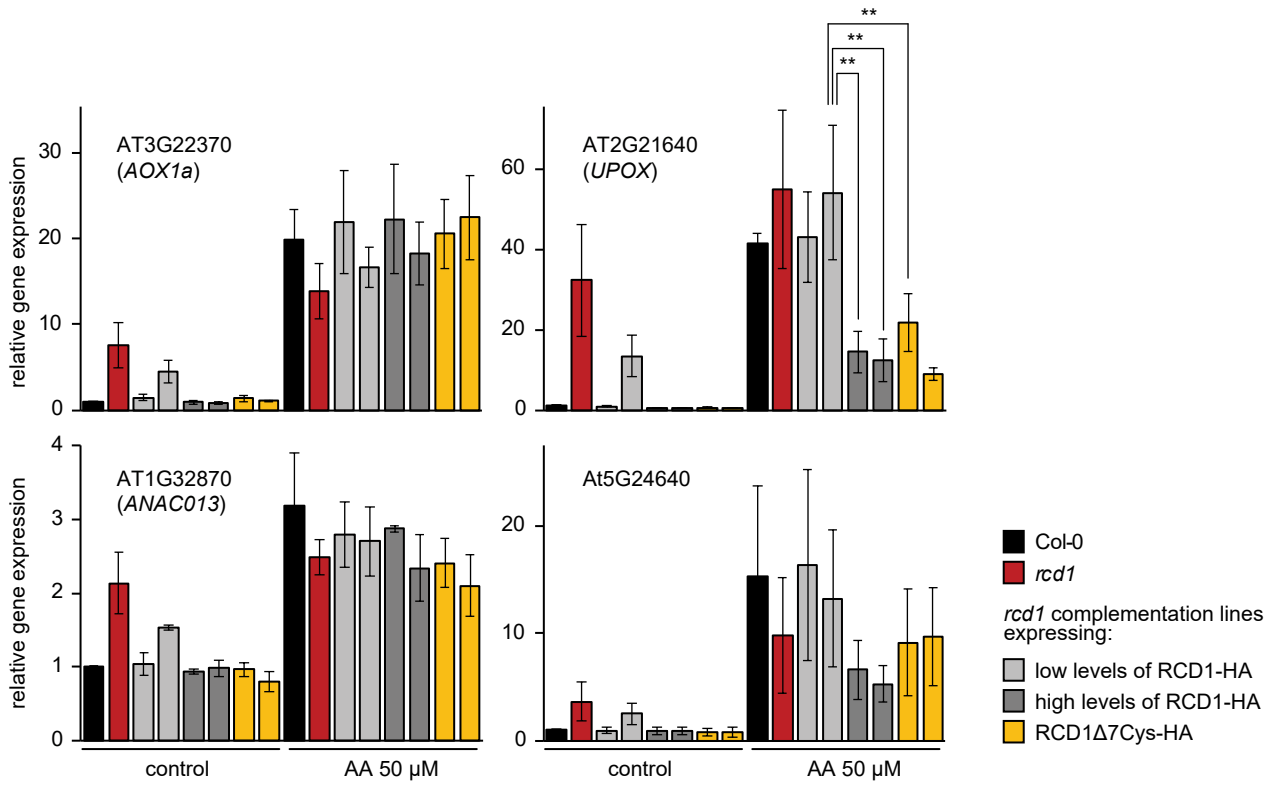 **
**
**
relative gene expression
30
20
10
0
AT3G22370
(AOX1a)
60
40
20
0
AT2G21640
(UPOX)
relative gene expression
4
3
2
1
0
AT1G32870
(ANAC013)
control
AA 50 µM
20
10
0
At5G24640
control
AA 50 µM
Col-0
rcd1
rcd1 complementation lines
expressing:
low levels of RCD1-HA
high levels of RCD1-HA
RCD1Δ7Cys-HA